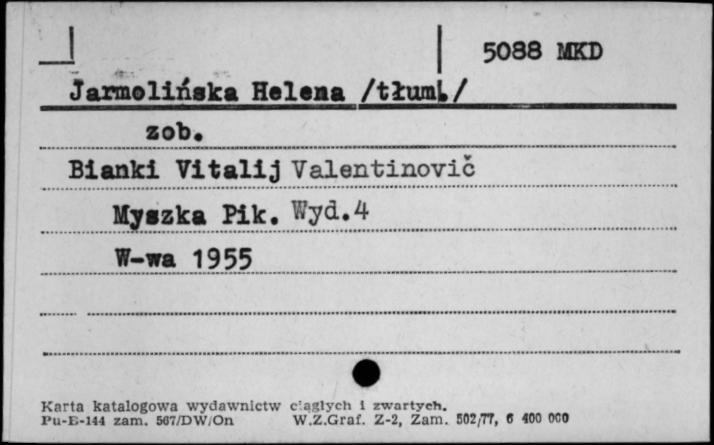 5088 MKD
Jarmolińska Helena /tłum./
zob.
Bianki Vitalij Valentinovič
Myszka Pik. Wyd.4
W-wa 1955
Karta katalogowa wydawnictw ciągłych i zwartych.
Pu-E-144 zam. 567/DW/On W.Z.Graf. Z-2, Zam. 502/77, 6 400 000